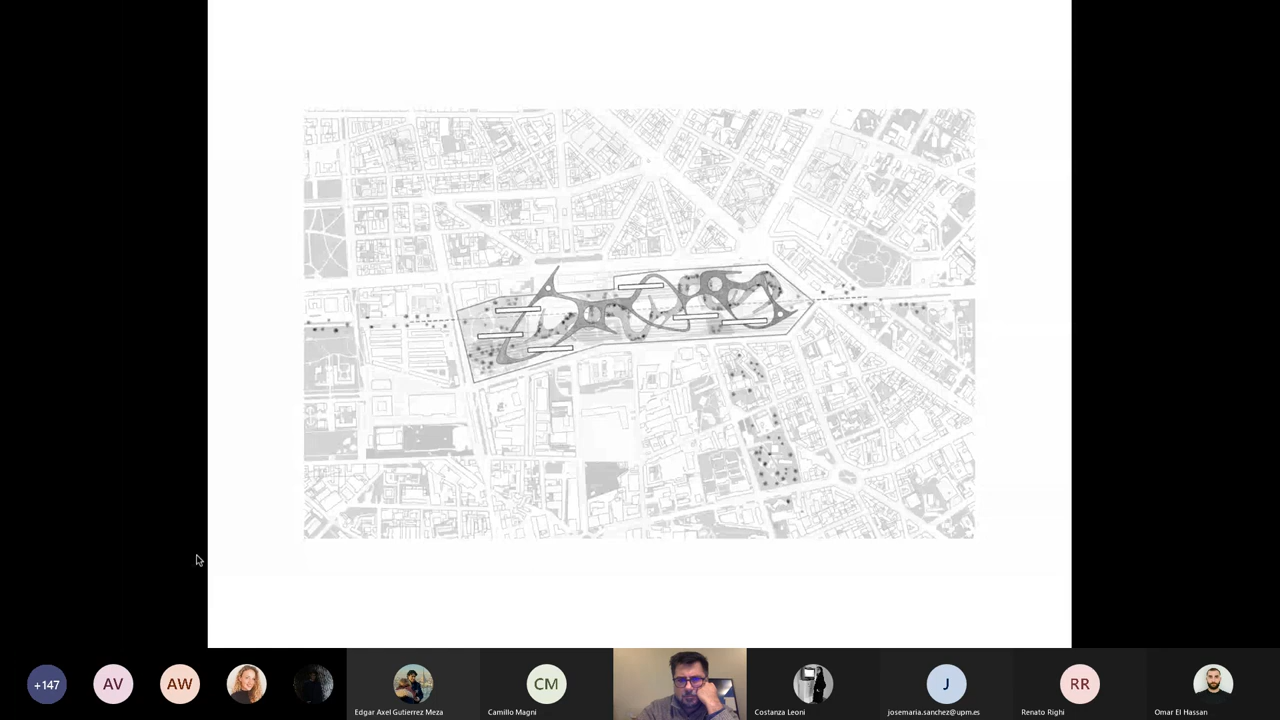 +147
AV
AW
Edgar Axel Gutierrez Meza
CM
Camillo Magni
Costanza Leoni
J
josemaria.sanchez@upm.es
RR
Renato Righi
Omar El Hassan